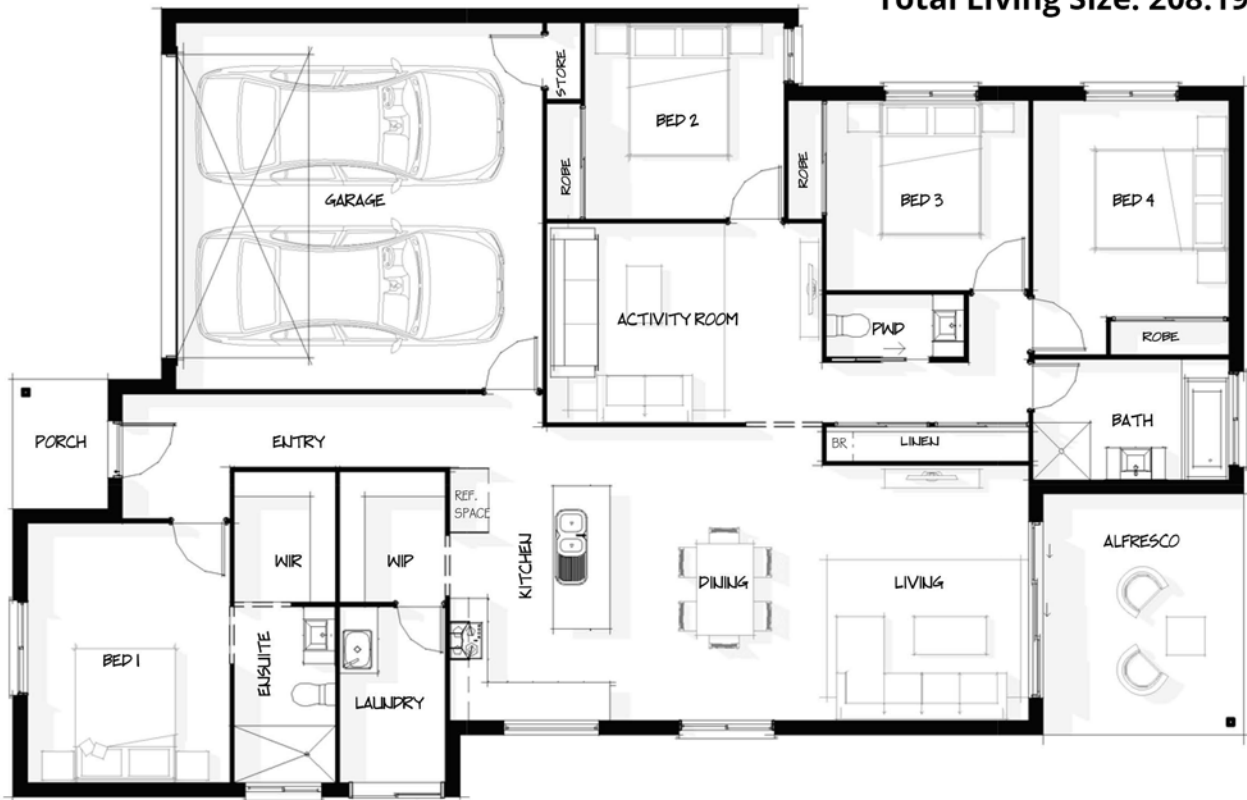 Total Living Size: 208.19
STORE
BED 2
ROBE
ROBE
BED 3
BED 4
GARAGE
ACTIVITY ROOM
PWD
ROBE
PORCH
ENTRY
BR
LINEN
BATH
REF.
SPACE
KITCHEN
WIR
WIP
DINING
LIVING
ALFRESCO
BED 1
ENSUITE
LAUNDRY